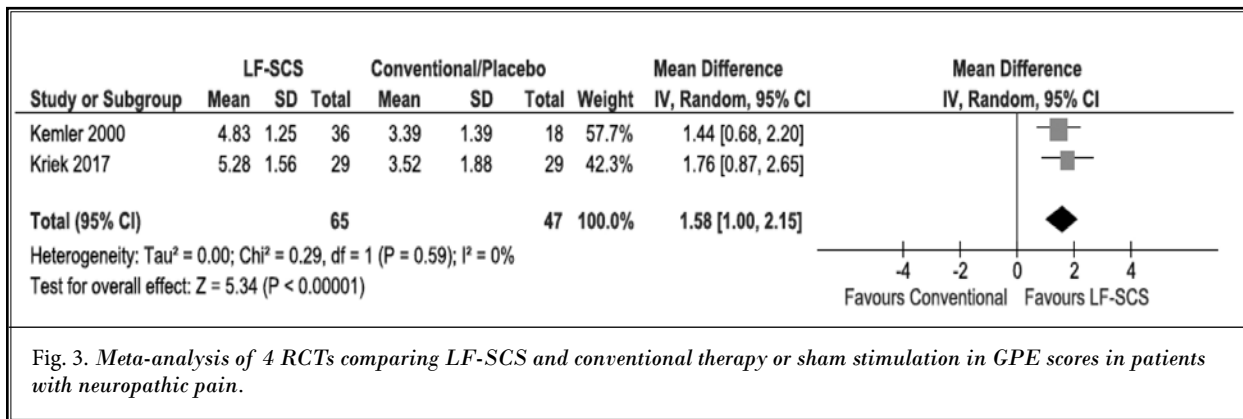 LF-SCS Conventional/Placebo Mean Difference Mean Difference
Study or Subgroup Mean SD Total Mean SD Total Weight IV, Random, 95% CI IV, Random, 95% CI
Kemler 2000 4.83 1.25 36 3.39 1.39 18 57.7% 1.44 [0.68, 2.20]
Kriek 2017 5.28 1.56 29 3.52 1.88 29 42.3% 1.76 [0.87, 2.65]
Total (95% CI) 65 47 100.0% 1.58 [1.00, 2.15]
Heterogeneity: Tau² = 0.00; Chi² = 0.29, df = 1 (P = 0.59); I² = 0%
Test for overall effect: Z = 5.34 (P < 0.00001)
-4 -2 0 2 4
Favours Conventional Favours LF-SCS
Fig. 3. Meta-analysis of 4 RCTs comparing LF-SCS and conventional therapy or sham stimulation in GPE scores in patients
with neuropathic pain.